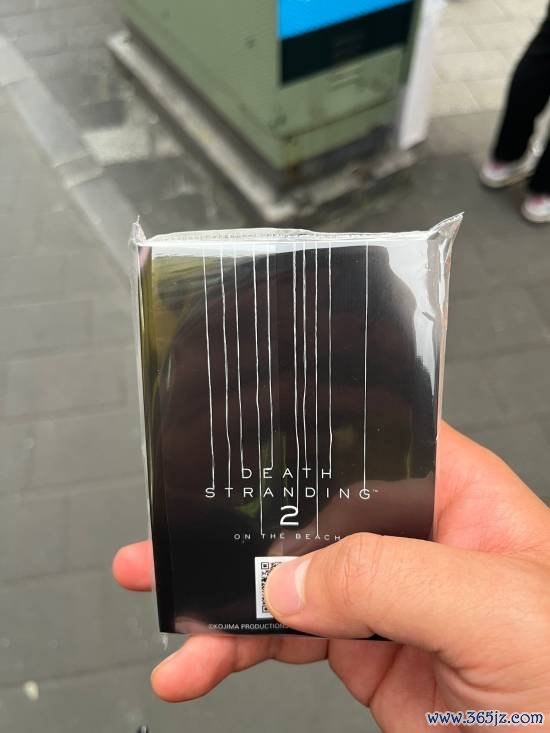 DEATH
STRANDING™
2
ON THE BEACH
©KOJIMA PRODUCTIONS
www.365jz.com